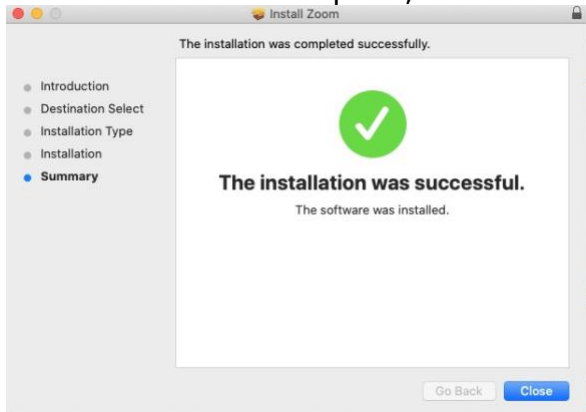 Install Zoom
The installation was completed successfully.
Introduction
Destination Select
Installation Type
Installation
Summary
The installation was successful.
The software was installed.
Go Back
Close